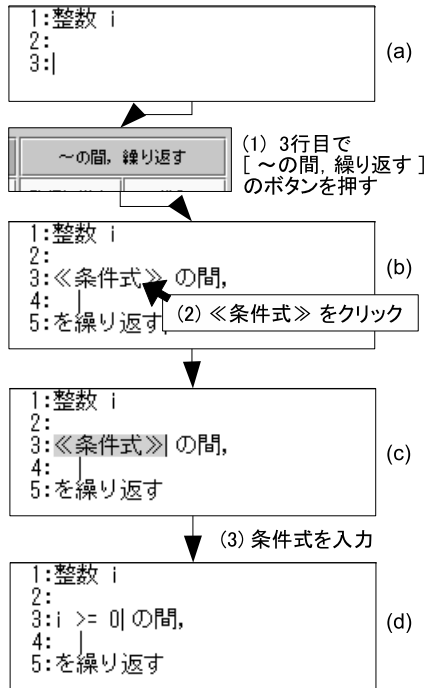 1:整数 i
2:
3:|
(a)
～の間, 繰り返す
(1) 3行目で
[ ～の間, 繰り返す ]
のボタンを押す
1:整数 i
2:
3:≪条件式≫ の間,
4:  |
5:を繰り返す
(b)
(2) ≪条件式≫ をクリック
1:整数 i
2:
3:≪条件式≫| の間,
4:  |
5:を繰り返す
(c)
(3) 条件式を入力
1:整数 i
2:
3:i >= 0| の間,
4:  |
5:を繰り返す
(d)